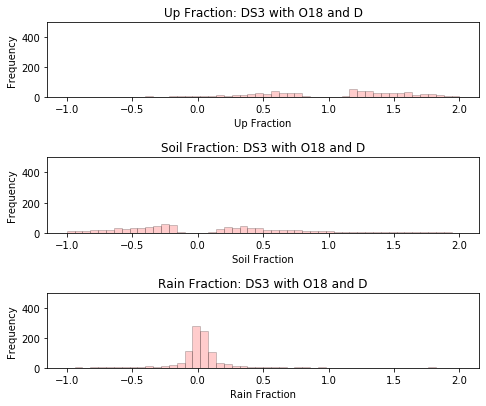 Up Fraction: DS3 with O18 and D
Frequency
400
200
0
−1.0 −0.5 0.0 0.5 1.0 1.5 2.0
Up Fraction
Soil Fraction: DS3 with O18 and D
Frequency
400
200
0
−1.0 −0.5 0.0 0.5 1.0 1.5 2.0
Soil Fraction
Rain Fraction: DS3 with O18 and D
Frequency
400
200
0
−1.0 −0.5 0.0 0.5 1.0 1.5 2.0
Rain Fraction